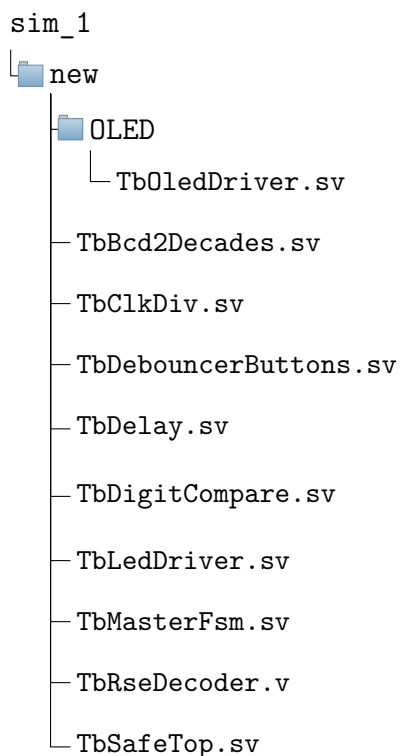 sim_1
new
OLED
TbOledDriver.sv
TbBcd2Decades.sv
TbClkDiv.sv
TbDebouncerButtons.sv
TbDelay.sv
TbDigitCompare.sv
TbLedDriver.sv
TbMasterFsm.sv
TbRseDecoder.v
TbSafeTop.sv